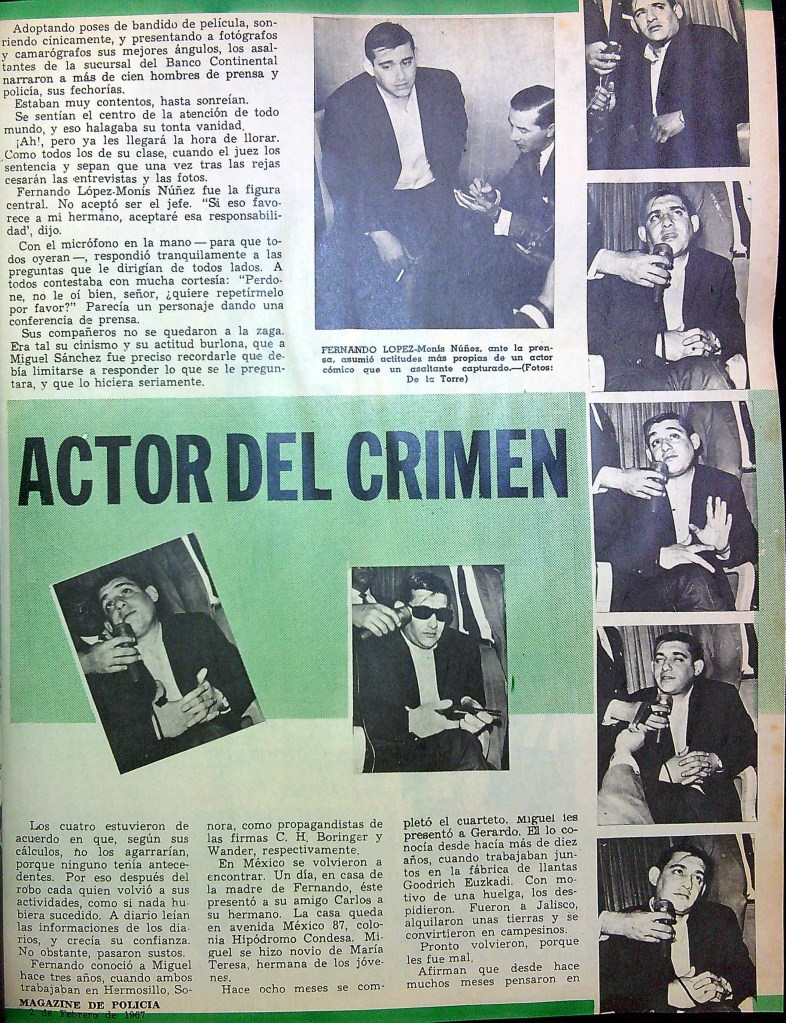 Adoptando poses de bandido de película, son-
riendo cínicamente, y presentando a fotógrafos
y camarógrafos sus mejores ángulos, los asal-
tantes de la sucursal del Banco Continental
narraron a más de cien hombres de prensa y
policía, sus fechorías.
Estaban muy contentos, hasta sonreían.
Se sentían el centro de la atención de todo
mundo, y eso halagaba su tonta vanidad.
¡Ah!, pero ya les llegará la hora de llorar.
Como todos los de su clase, cuando el juez los
sentencie y sepan que una vez tras las rejas
cesarán las entrevistas y las fotos.
Fernando López-Monís Núñez fue la figura
central. No aceptó ser el jefe. "Si eso favo-
rece a mi hermano, aceptaré esa responsabili-
dad', dijo.
Con el micrófono en la mano — para que to-
dos oyeran —, respondió tranquilamente a las
preguntas que le dirigían de todos lados. A
todos contestaba con mucha cortesía: "Perdo-
ne, no le oí bien, señor, ¿quiere repetírmelo
por favor?" Parecía un personaje dando una
conferencia de prensa.
Sus compañeros no se quedaron a la zaga.
Era tal su cinismo y su actitud burlona, que a
Miguel Sánchez fue preciso recordarle que de-
bía limitarse a responder lo que se le pregun-
tara, y que lo hiciera seriamente.
FERNANDO LOPEZ-Monís Núñez, ante la pren-
sa, asumió actitudes más propias de un actor
cómico que un asaltante capturado.—(Fotos:
De la Torre)
ACTOR DEL CRIMEN
Los cuatro estuvieron de
acuerdo en que, según sus
cálculos, no los agarrarían,
porque ninguno tenía antece-
dentes. Por eso después del
robo cada quien volvió a sus
actividades, como si nada hu-
biera sucedido. A diario leían
las informaciones de los dia-
rios, y crecía su confianza.
No obstante, pasaron sustos.
Fernando conoció a Miguel
hace tres años, cuando ambos
trabajaban en Hermosillo, So-
nora, como propagandistas de
las firmas C. H. Boringer y
Wander, respectivamente.
En México se volvieron a
encontrar. Un día, en casa de
la madre de Fernando, éste
presentó a su amigo Carlos a
su hermano. La casa queda
en avenida México 87, colo-
nia Hipódromo Condesa. Mi-
guel se hizo novio de María
Teresa, hermana de los jóve-
nes.
Hace ocho meses se com-
pletó el cuarteto. Miguel les
presentó a Gerardo. El lo co-
nocía desde hacía más de diez
años, cuando trabajaban jun-
tos en la fábrica de llantas
Goodrich Euzkadi. Con mo-
tivo de una huelga, los des-
pidieron. Fueron a Jalisco,
alquilaron unas tierras y se
convirtieron en campesinos.
Pronto volvieron, porque
les fue mal.
Afirman que desde hace
muchos meses pensaron en
MAGAZINE DE POLICIA
2 de Febrero de 1967